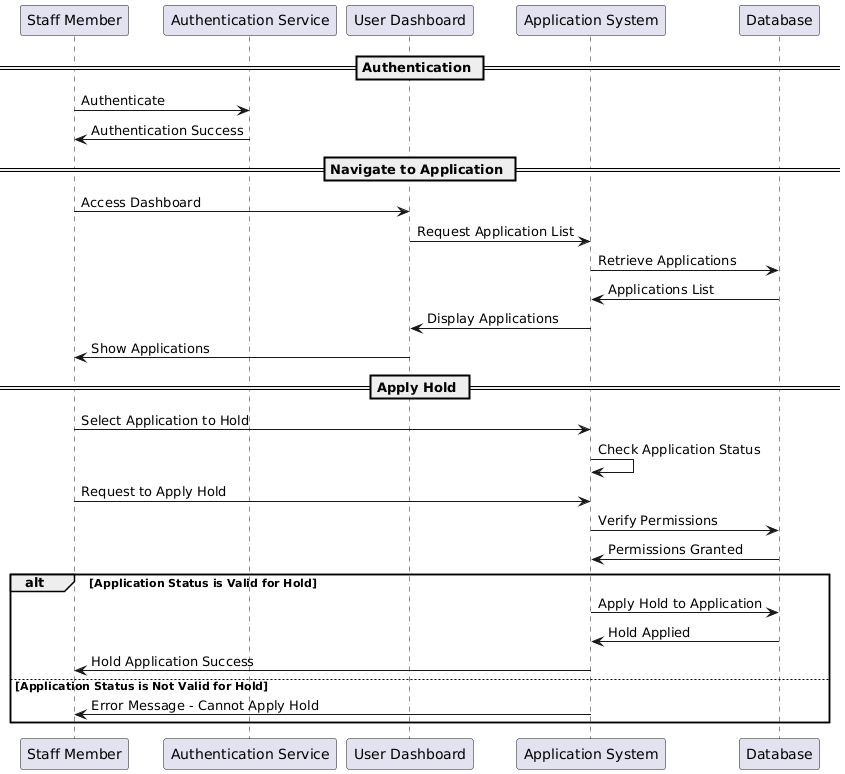 Staff Member
Authentication Service
User Dashboard
Application System
Database
Authentication
Authenticate
Authentication Success
Navigate to Application
Access Dashboard
Request Application List
Retrieve Applications
Applications List
Display Applications
Show Applications
Apply Hold
Select Application to Hold
Check Application Status
Request to Apply Hold
Verify Permissions
Permissions Granted
alt [Application Status is Valid for Hold]
Apply Hold to Application
Hold Applied
Hold Application Success
[Application Status is Not Valid for Hold]
Error Message - Cannot Apply Hold
Staff Member
Authentication Service
User Dashboard
Application System
Database